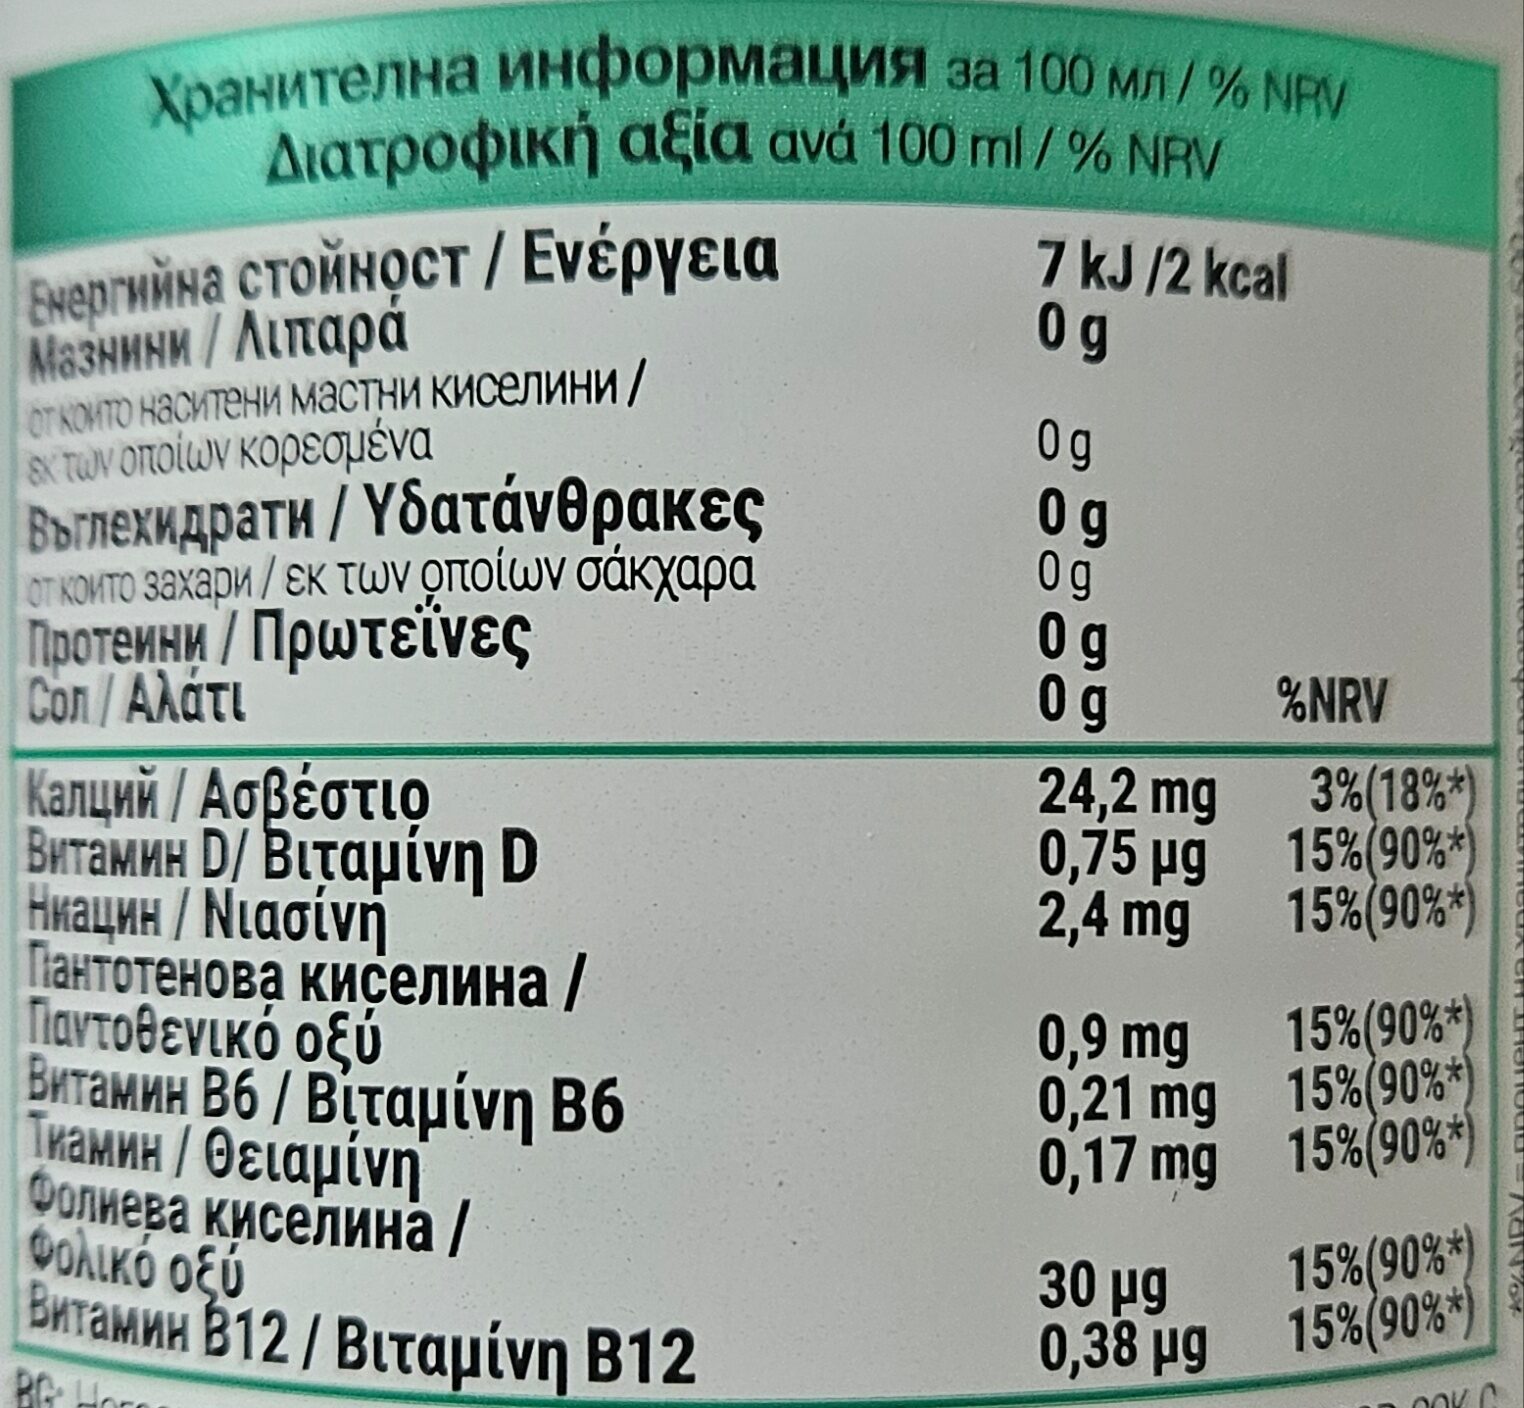 Хранителна информация за 100 мл / % NRV
Διατροφική αξία ανά 100 ml / % NRV
Енергийна стойност / Ενέργεια 7 kJ /2 kcal
Мазнини / Λιπαρά 0 g
от които наситени мастни киселини /
εκ των οποίων κορεσμένα 0 g
Въглехидрати / Υδατάνθρακες 0 g
от които захари / εκ των οποίων σάκχαρα 0 g
Протеини / Πρωτεΐνες 0 g
Сол / Αλάτι 0 g %NRV
Калций / Ασβέστιο 24,2 mg 3%(18%*)
Витамин D/ Βιταμίνη D 0,75 µg 15%(90%*)
Ниацин / Νιασίνη 2,4 mg 15%(90%*)
Пантотенова киселина /
Παντοθενικό οξύ 0,9 mg 15%(90%*)
Витамин B6 / Βιταμίνη B6 0,21 mg 15%(90%*)
Тиамин / Θειαμίνη 0,17 mg 15%(90%*)
Фолиева киселина /
Φολικό οξύ 30 µg 15%(90%*)
Витамин B12 / Βιταμίνη B12 0,38 µg 15%(90%*)
BG: